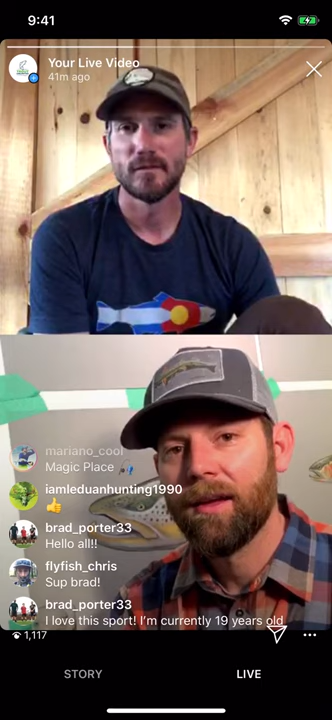 9:41
Your Live Video
41m ago
mariano_cool
Magic Place
iamleduanhunting1990
👍
brad_porter33
Hello all!!
flyfish_chris
Sup brad!
brad_porter33
I love this sport! I'm currently 19 years old
1,117
STORY LIVE